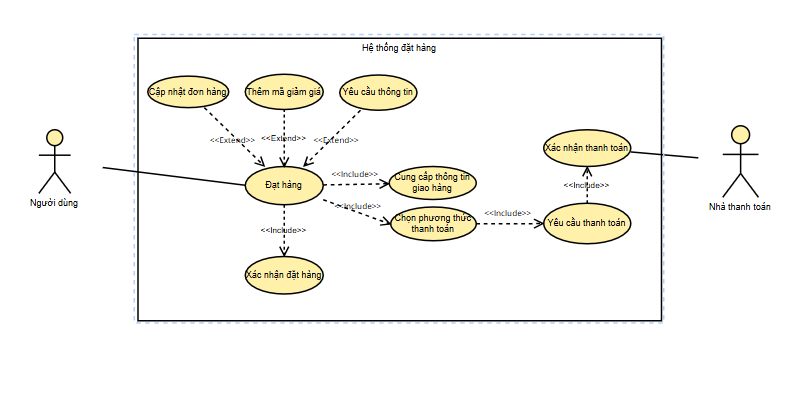 Hệ thống đặt hàng
Cập nhật đơn hàng
Thêm mã giảm giá
Yêu cầu thông tin
<<Extend>>
<<Extend>>
<<Extend>>
Xác nhận thanh toán
Đạt hàng
<<Include>>
Cung cấp thông tin
giao hàng
<<Include>>
Người dùng
Nhà thanh toán
<<Include>>
Chọn phương thức
thanh toán
<<Include>>
Yêu cầu thanh toán
<<Include>>
Xác nhận đặt hàng